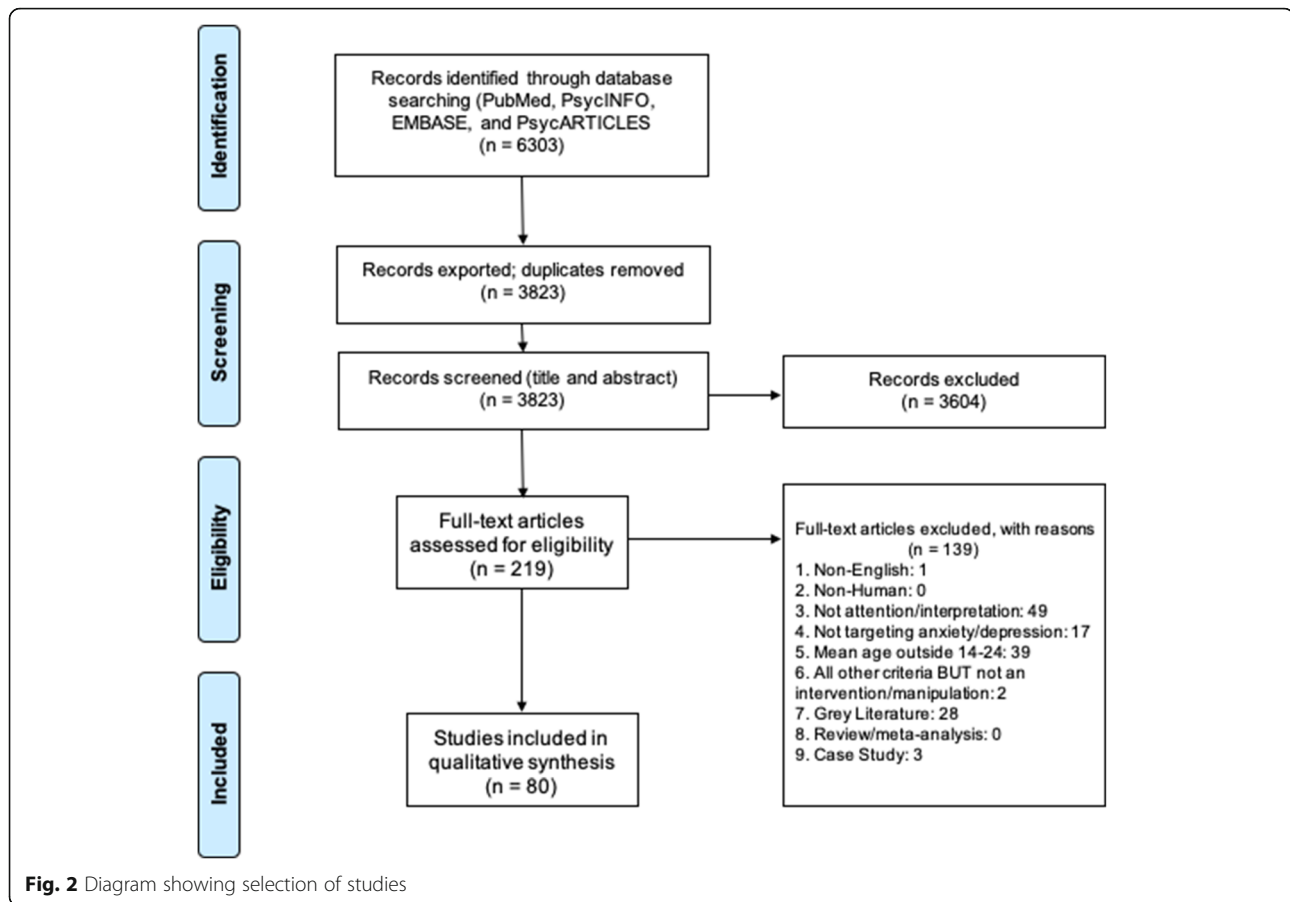 Identification
Records identified through database
searching (PubMed, PsycINFO,
EMBASE, and PsycARTICLES
(n = 6303)
Screening
Records exported; duplicates removed
(n = 3823)
Records screened (title and abstract)
(n = 3823)
Records excluded
(n = 3604)
Eligibility
Full-text articles
assessed for eligibility
(n = 219)
Full-text articles excluded, with reasons
(n = 139)
1. Non-English: 1
2. Non-Human: 0
3. Not attention/interpretation: 49
4. Not targeting anxiety/depression: 17
5. Mean age outside 14-24: 39
6. All other criteria BUT not an
intervention/manipulation: 2
7. Grey Literature: 28
8. Review/meta-analysis: 0
9. Case Study: 3
Included
Studies included in
qualitative synthesis
(n = 80)
Fig. 2 Diagram showing selection of studies